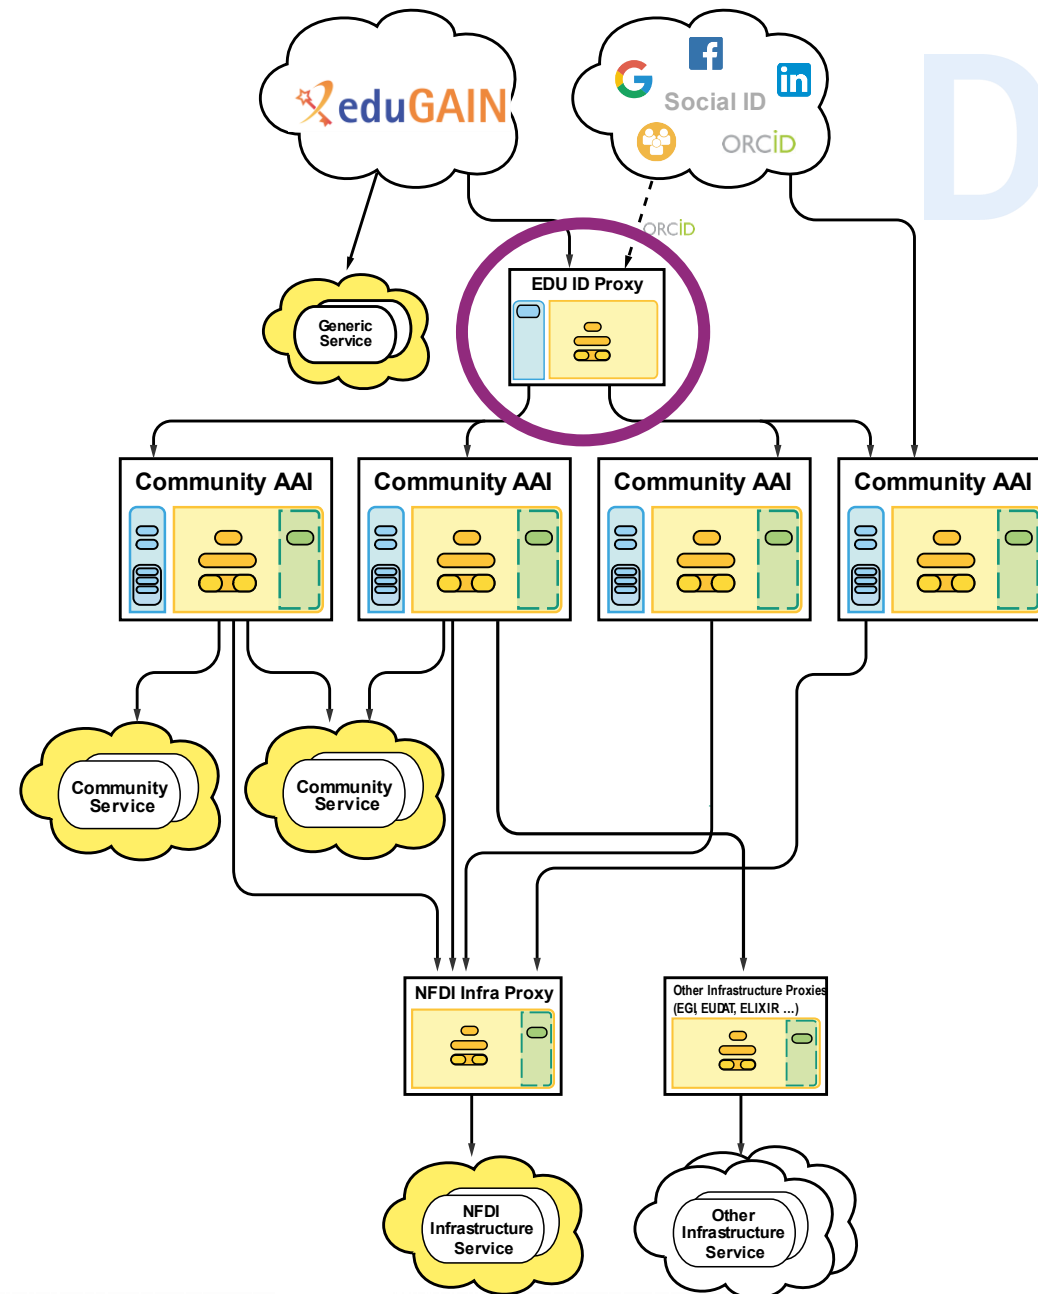 eduGAIN
Social ID
ORCiD
ORCiD
EDU ID Proxy
Generic
Service
Community AAI
Community AAI
Community AAI
Community AAI
Community
Service
Community
Service
NFDI Infra Proxy
Other Infrastructure Proxies
(EGI, EUDAT, ELIXIR ...)
NFDI
Infrastructure
Service
Other
Infrastructure
Service
D